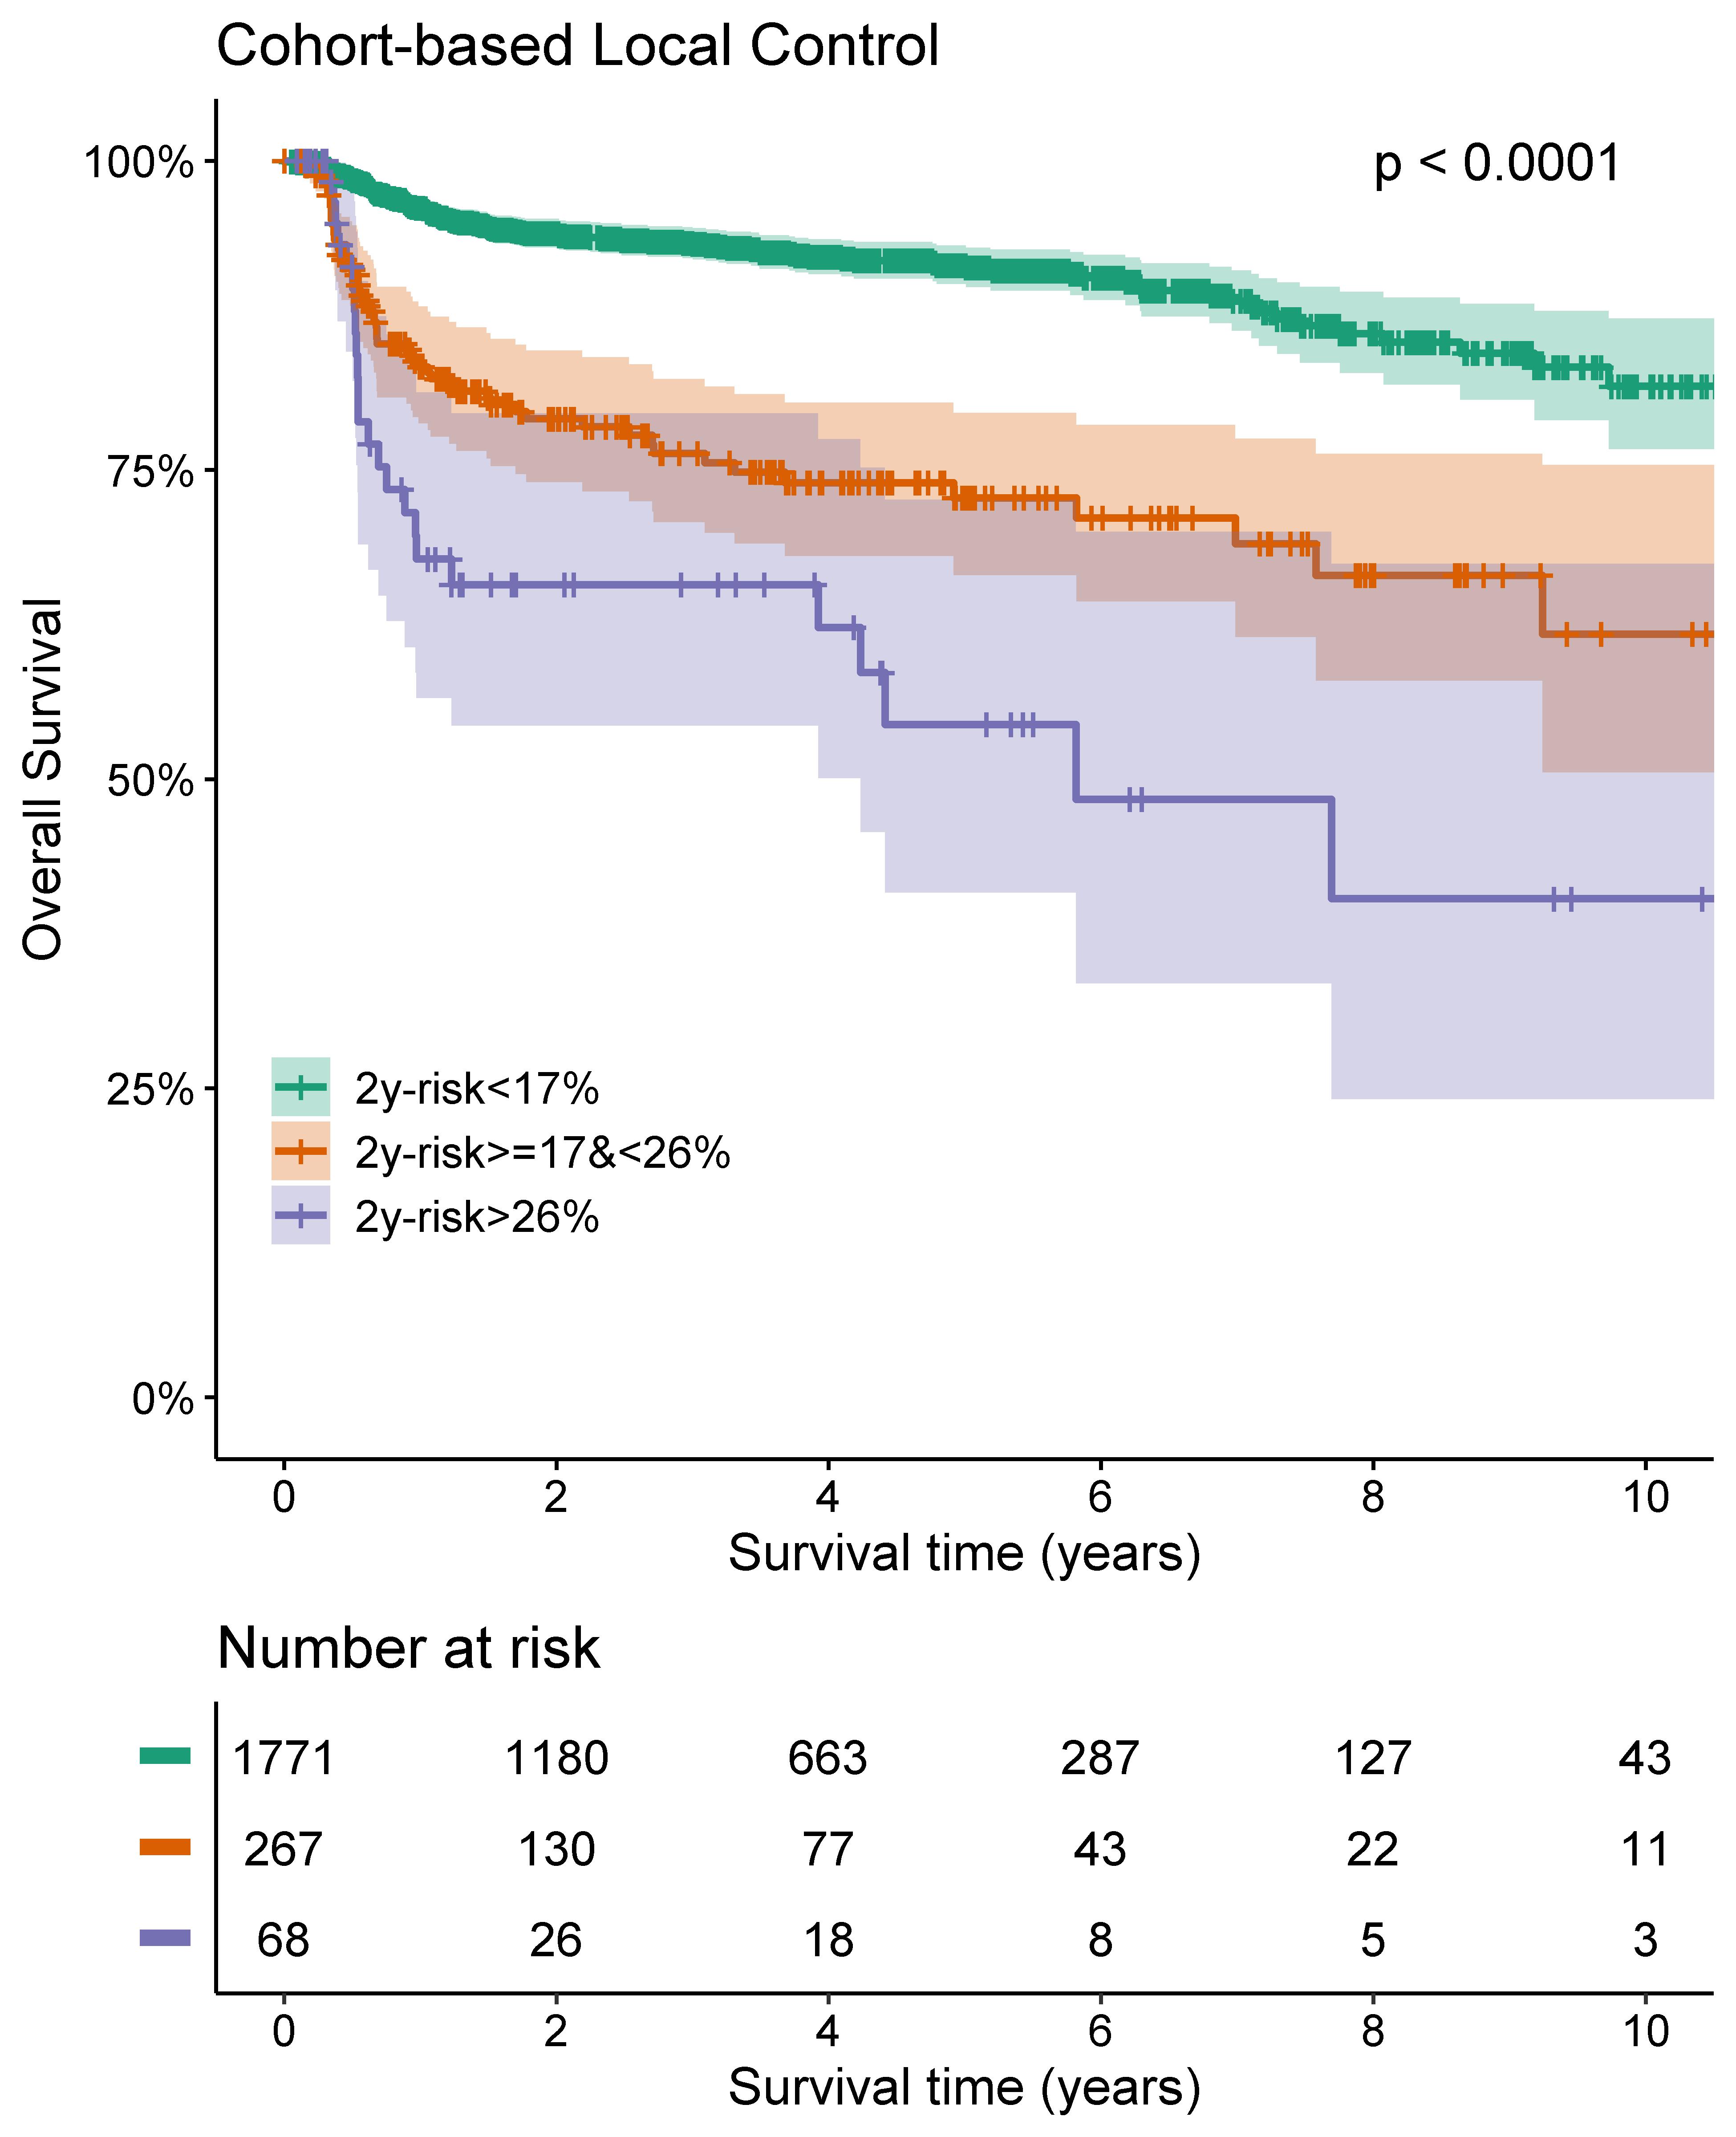 Cohort-based Local Control
p < 0.0001
Overall Survival
100%
75%
50%
25%
0%
2y-risk<17%
2y-risk>=17&<26%
2y-risk>26%
0 2 4 6 8 10
Survival time (years)
Number at risk
1771 1180 663 287 127 43
267 130 77 43 22 11
68 26 18 8 5 3
0 2 4 6 8 10
Survival time (years)